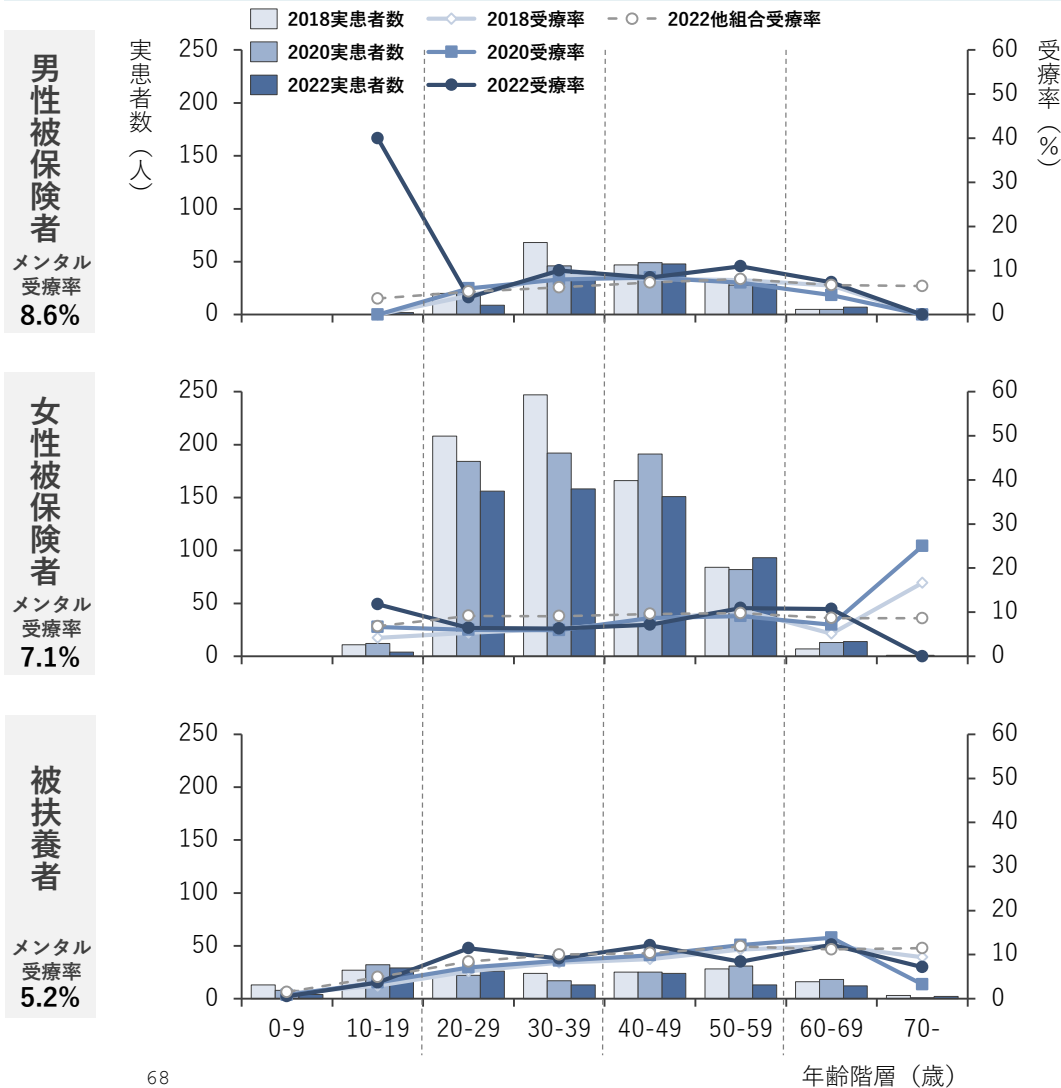 2018実患者数 2018受療率 2022他組合受療率
2020実患者数 2020受療率
2022実患者数 2022受療率
男性被保険者
メンタル
受療率
8.6%
実患者数（人）
250
200
150
100
50
0
60
50
40
30
20
10
0
受療率（%）
女性被保険者
メンタル
受療率
7.1%
250
200
150
100
50
0
60
50
40
30
20
10
0
被扶養者
メンタル
受療率
5.2%
250
200
150
100
50
0
60
50
40
30
20
10
0
0-9 10-19 20-29 30-39 40-49 50-59 60-69 70-
年齢階層（歳）
68